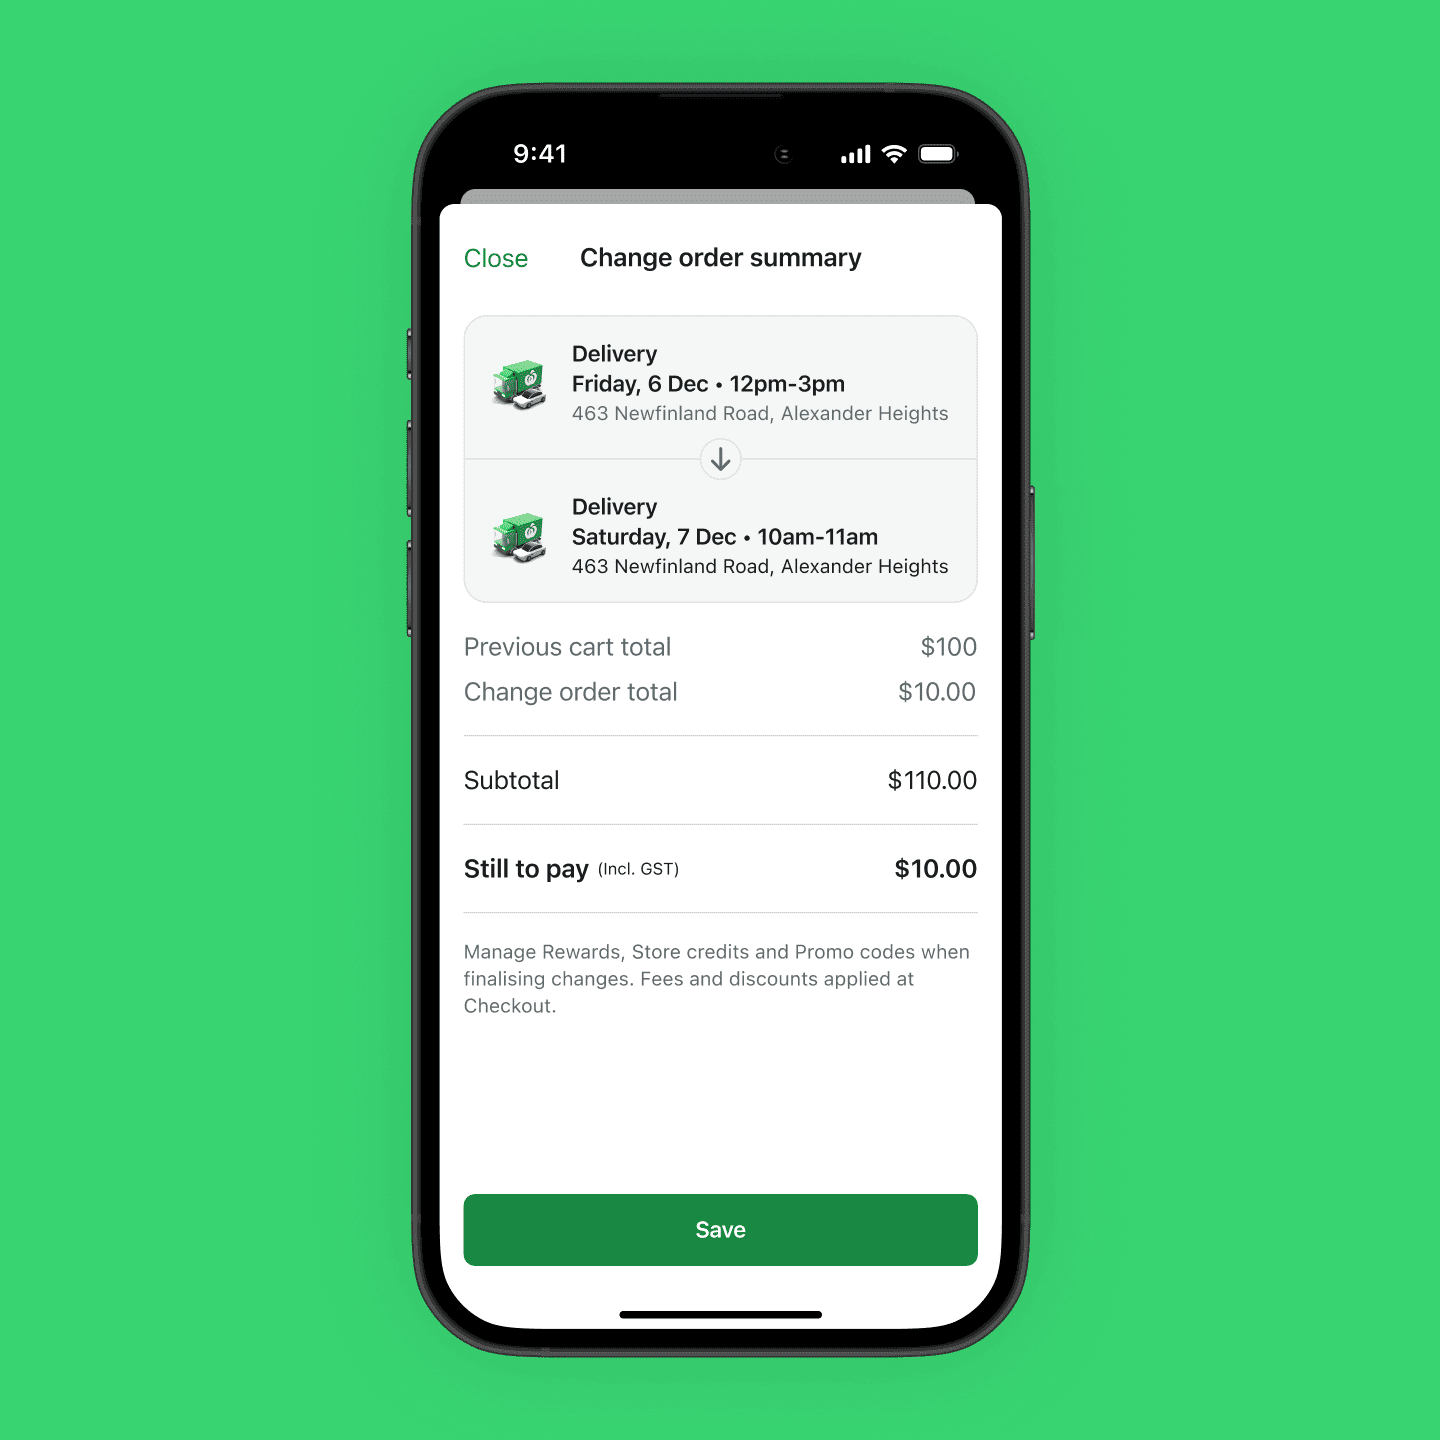 9:41
Close
Change order summary
Delivery
Friday, 6 Dec • 12pm-3pm
463 Newfinland Road, Alexander Heights
Delivery
Saturday, 7 Dec • 10am-11am
463 Newfinland Road, Alexander Heights
Previous cart total $100
Change order total $10.00
Subtotal $110.00
Still to pay (Incl. GST) $10.00
Manage Rewards, Store credits and Promo codes when
finalising changes. Fees and discounts applied at
Checkout.
Save